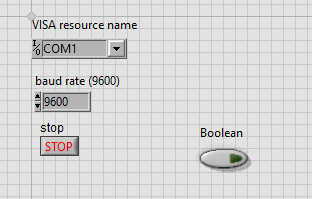 VISA resource name
I/O COM1
baud rate (9600)
9600
stop
STOP
Boolean